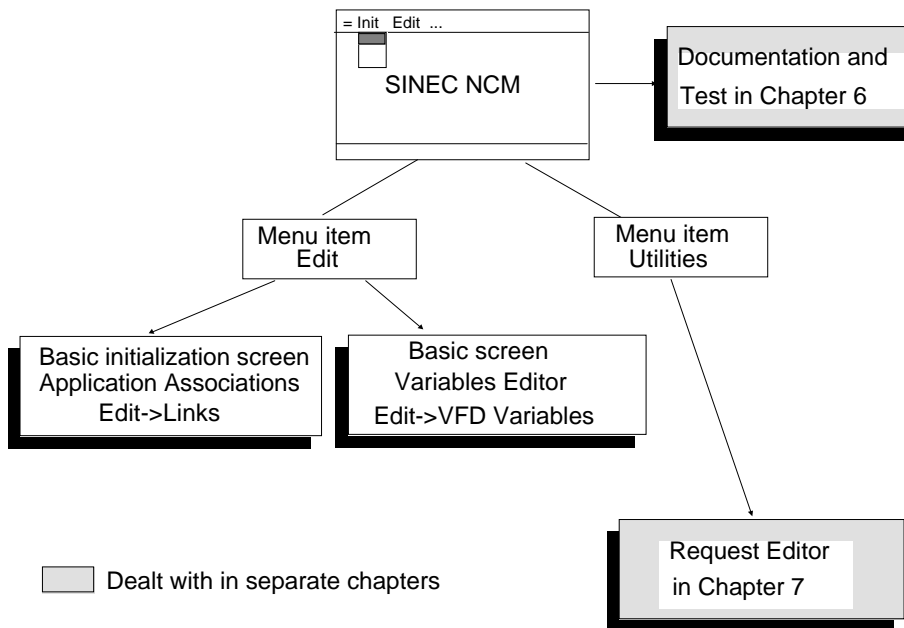 = Init Edit ...
SINEC NCM
Documentation and
Test in Chapter 6
Menu item
Edit
Menu item
Utilities
Basic initialization screen
Application Associations
Edit->Links
Basic screen
Variables Editor
Edit->VFD Variables
Request Editor
in Chapter 7
Dealt with in separate chapters